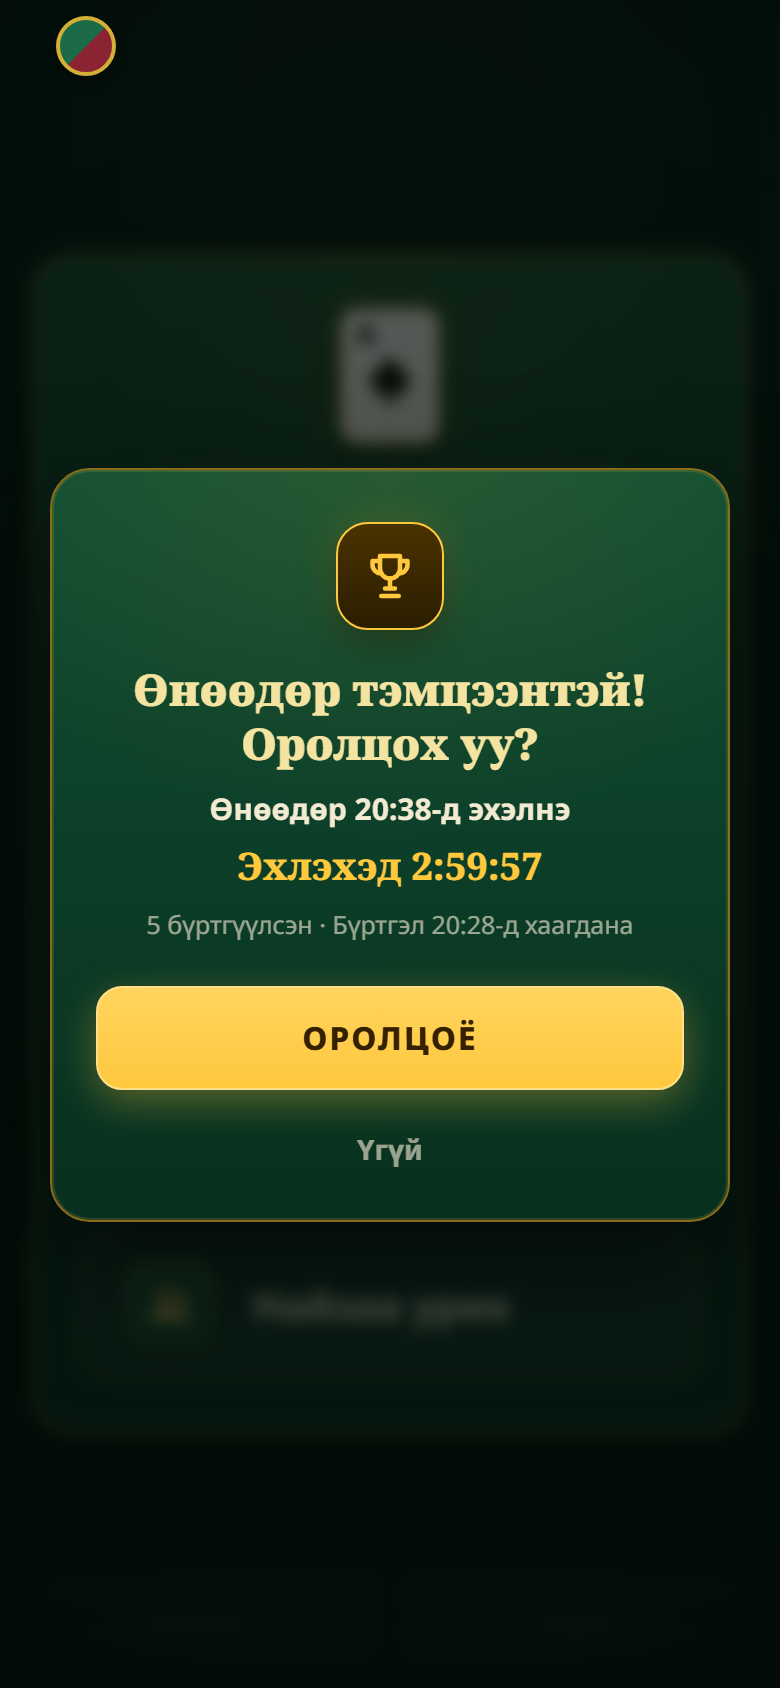 Өнөөдөр тэмцээнтэй!
Оролцох уу?
Өнөөдөр 20:38-д эхэлнэ
Эхлэхэд 2:59:57
5 бүртгүүлсэн · Бүртгэл 20:28-д хаагдана
ОРОЛЦОЁ
Үгүй